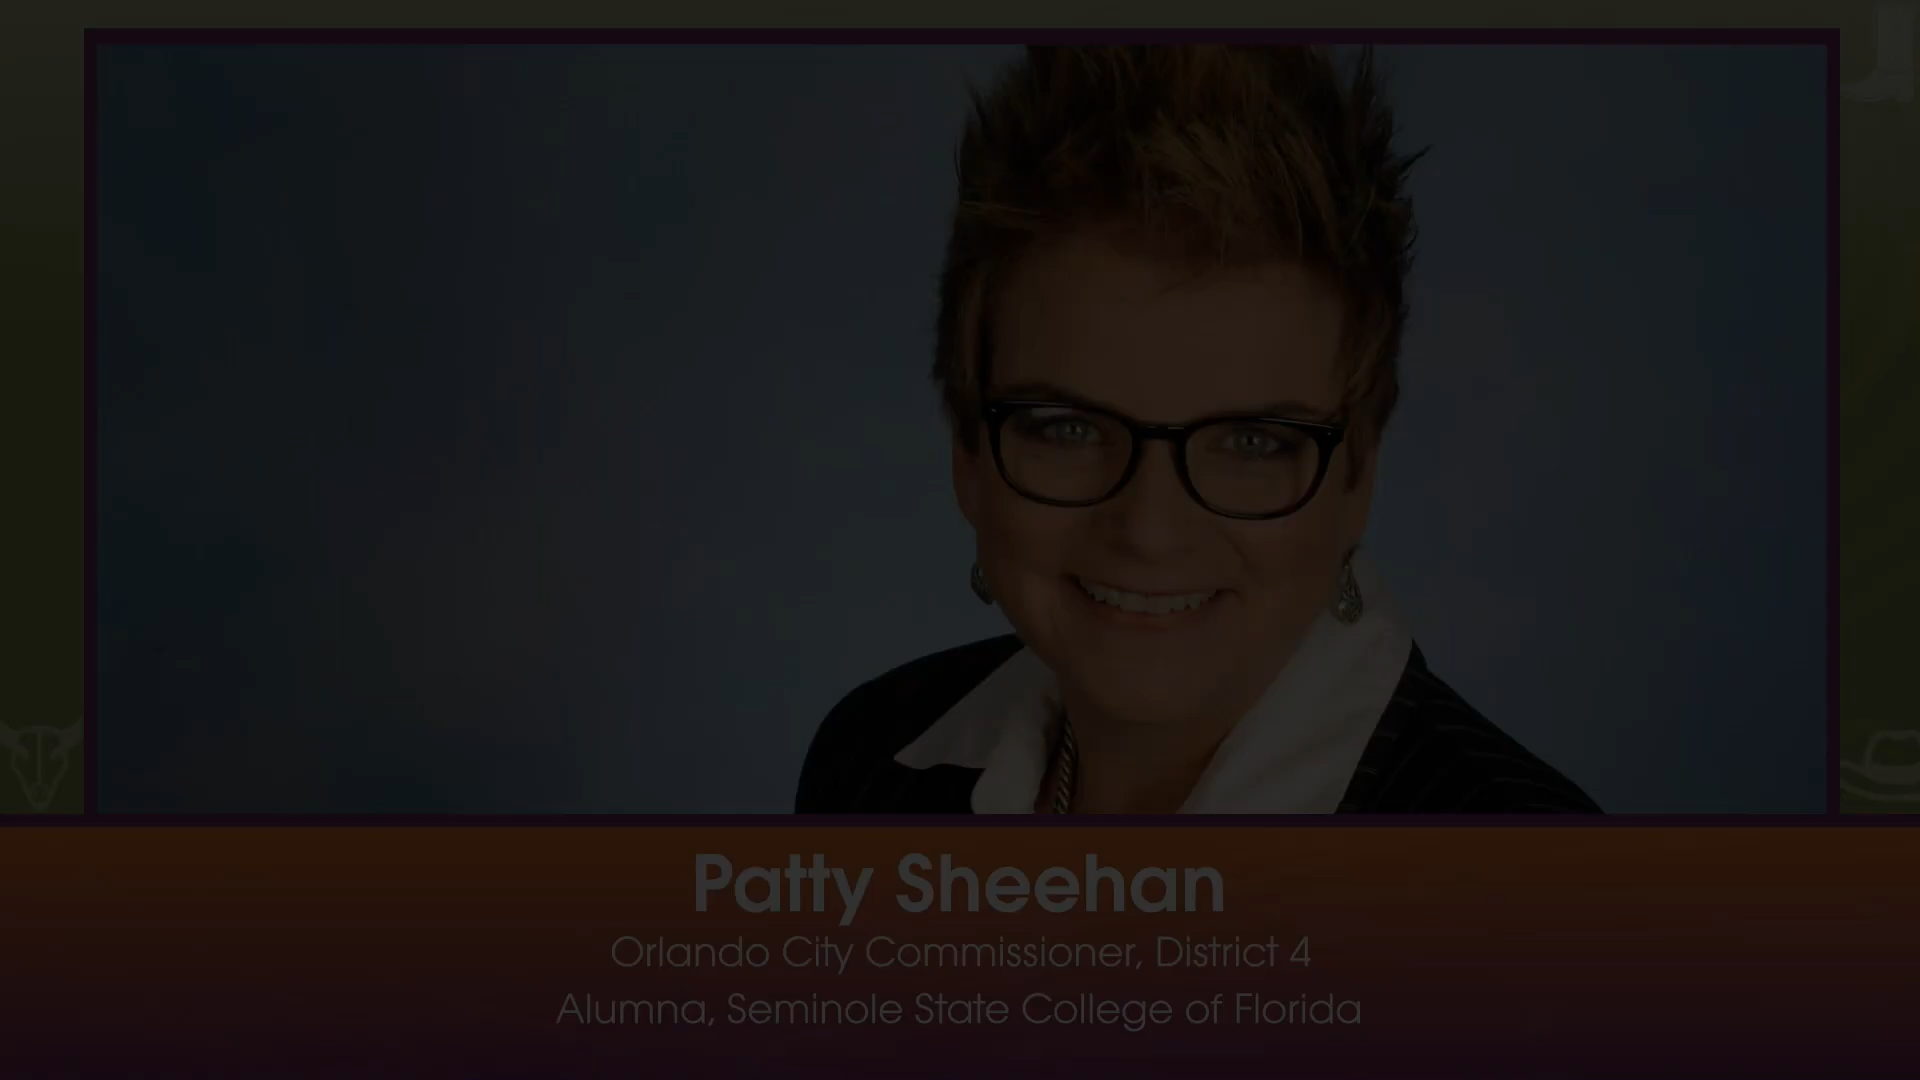 Patty Sheehan
Orlando City Commissioner, District 4
Alumna, Seminole State College of Florida